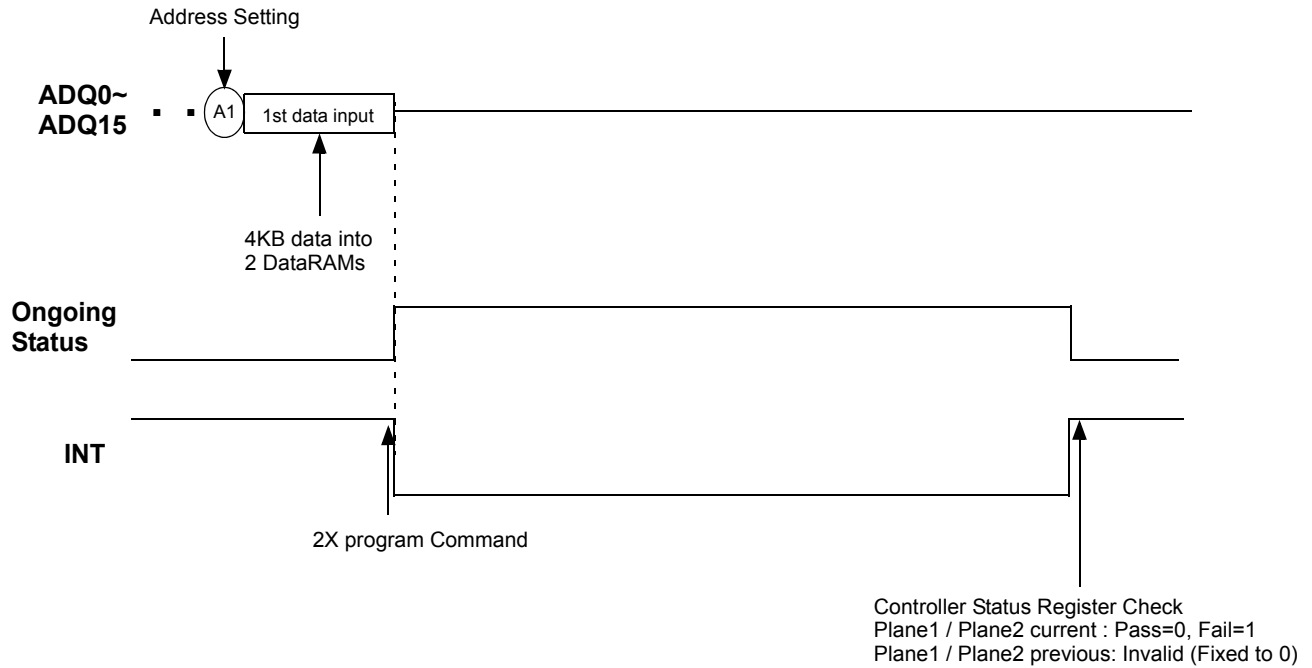 Address Setting
ADQ0~
ADQ15
A1
1st data input
4KB data into
2 DataRAMs
Ongoing
Status
INT
2X program Command
Controller Status Register Check
Plane1 / Plane2 current : Pass=0, Fail=1
Plane1 / Plane2 previous: Invalid (Fixed to 0)